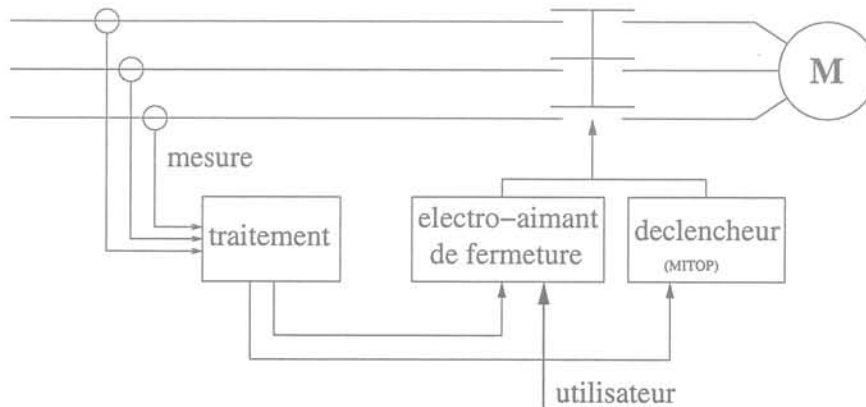 M
mesure
traitement
electro-aimant
de fermeture
declencheur
(MITOP)
utilisateur